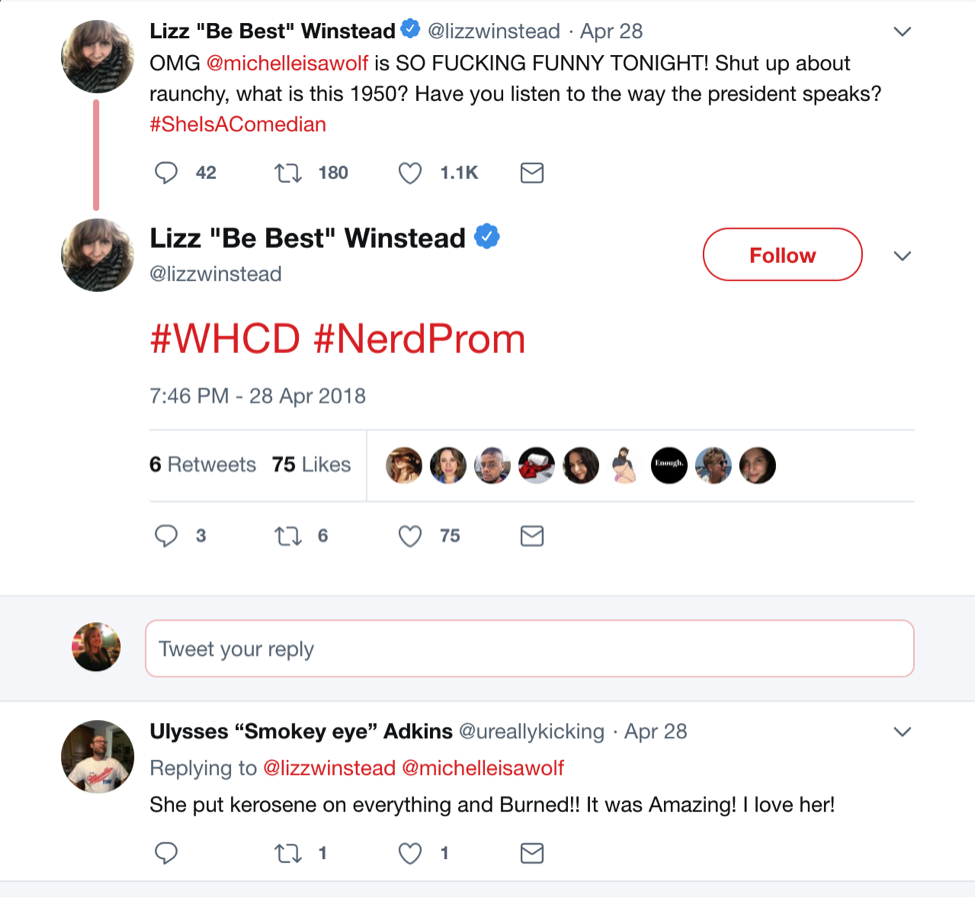 Lizz "Be Best" Winstead @lizzwinstead · Apr 28
OMG @michelleisawolf is SO FUCKING FUNNY TONIGHT! Shut up about
raunchy, what is this 1950? Have you listen to the way the president speaks?
#SheIsAComedian
42 180 1.1K
Lizz "Be Best" Winstead
@lizzwinstead
Follow
#WHCD #NerdProm
7:46 PM - 28 Apr 2018
6 Retweets 75 Likes
Enough.
3 6 75
Tweet your reply
Ulysses “Smokey eye” Adkins @ureallykicking · Apr 28
Replying to @lizzwinstead @michelleisawolf
She put kerosene on everything and Burned!! It was Amazing! I love her!
1 1